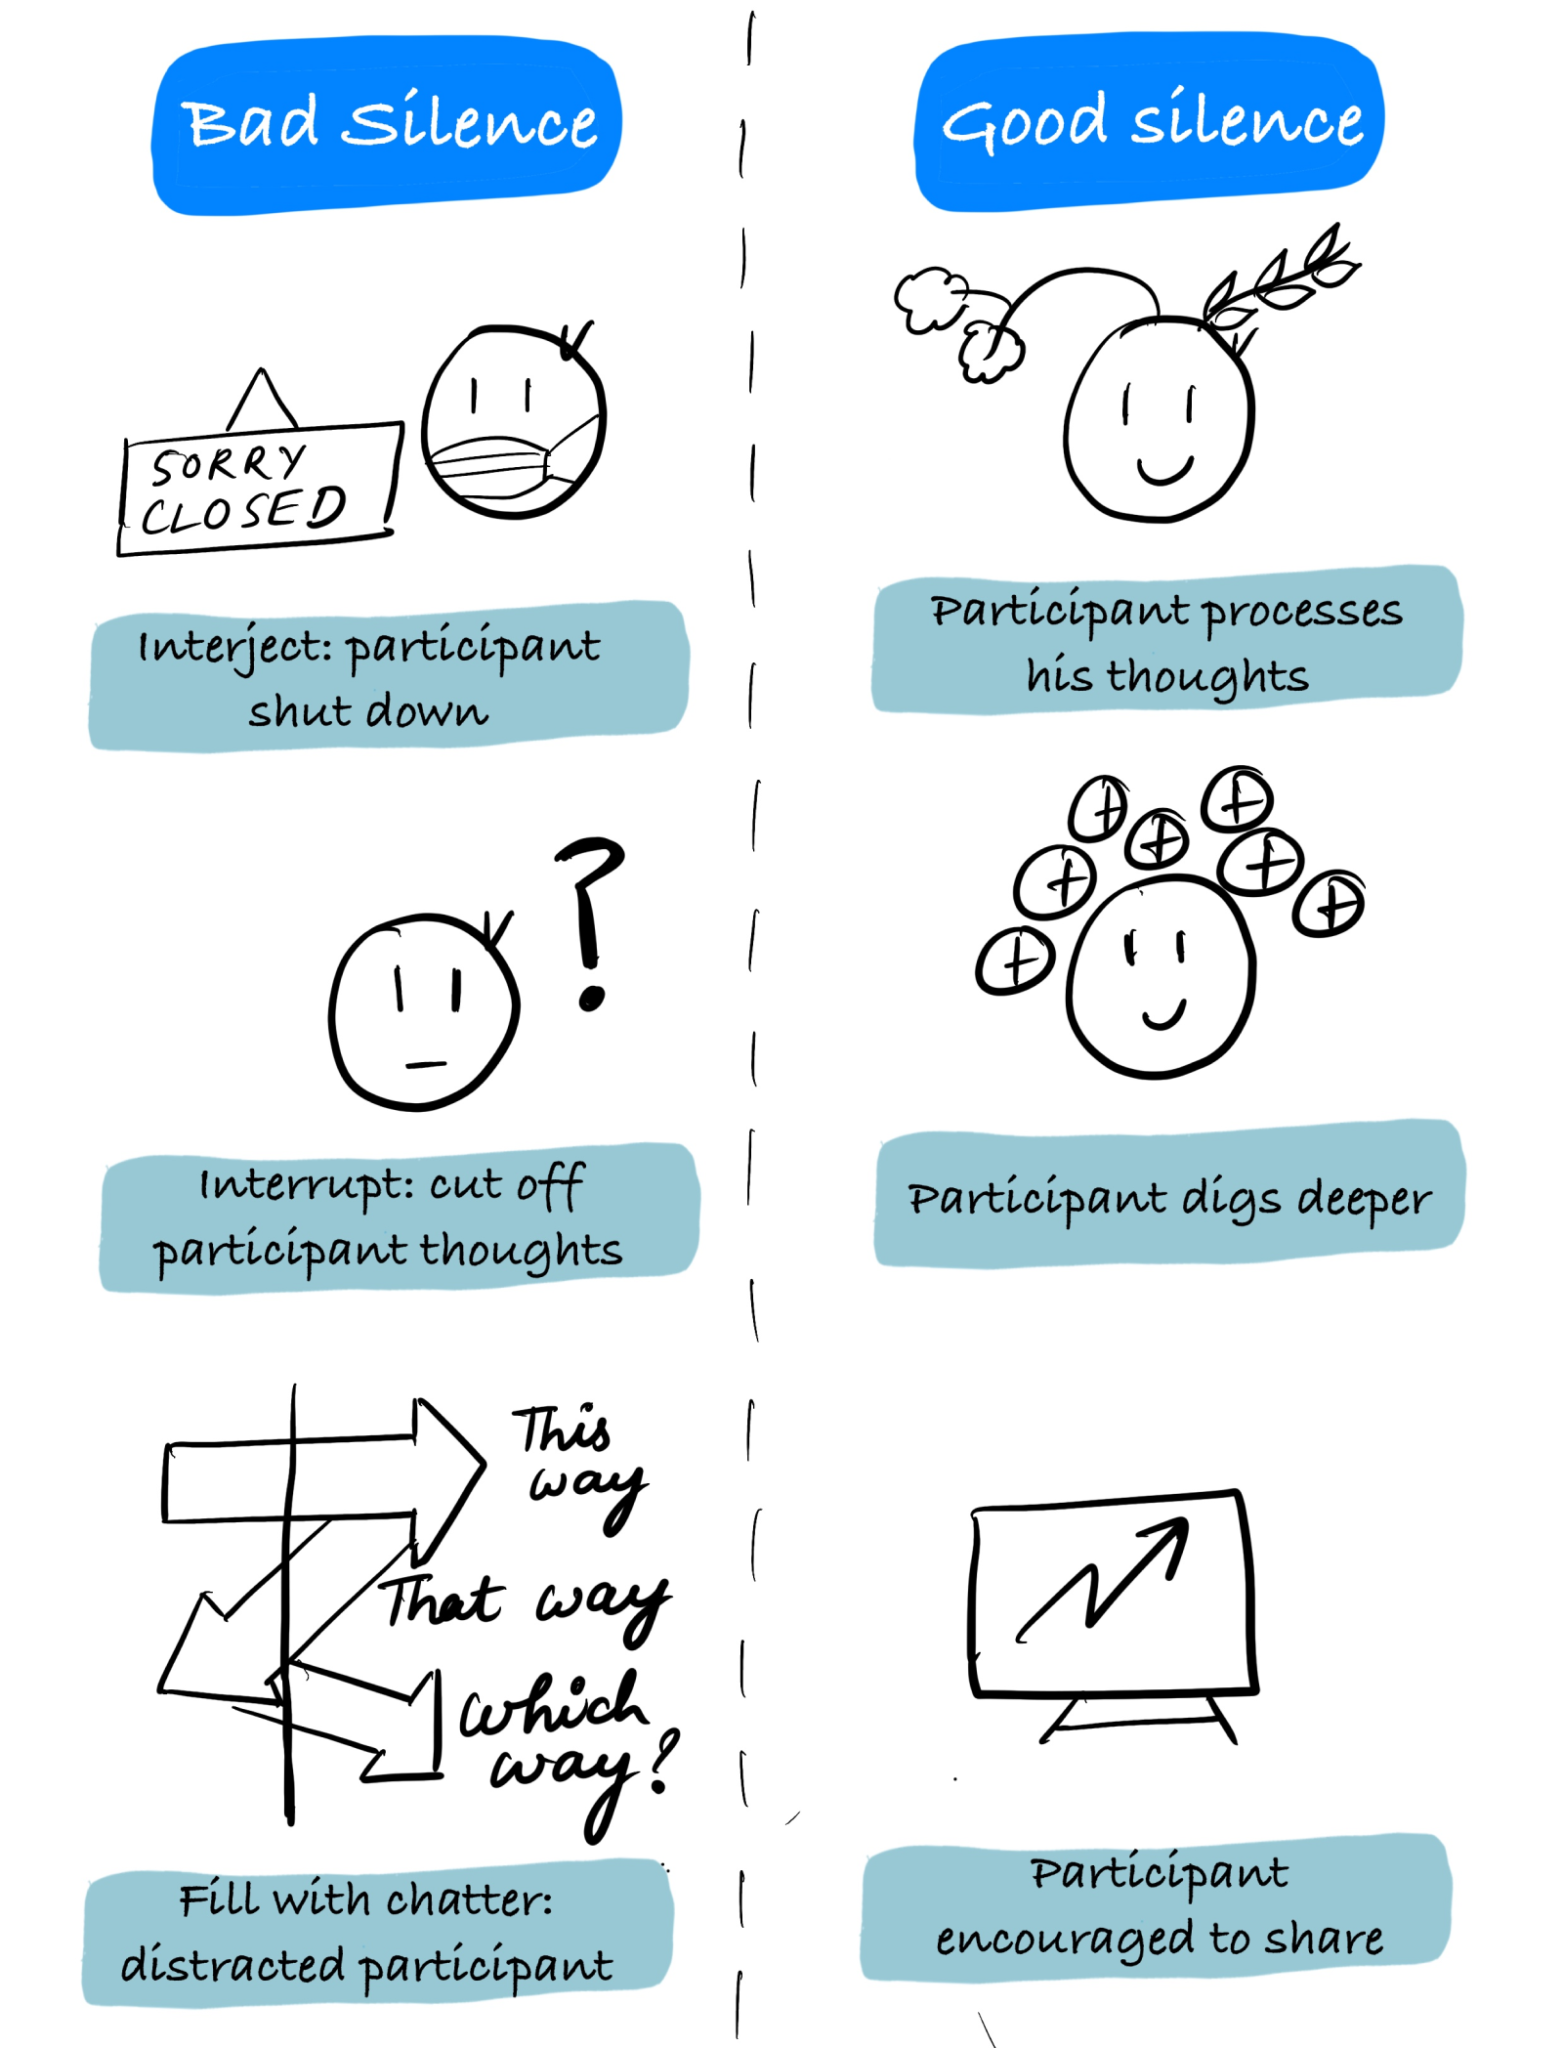 Bad Silence
SORRY
CLOSED
Interject: participant
shut down
Interrupt: cut off
participant thoughts
This
way
That way
Which
way?
Fill with chatter:
distracted participant
Good silence
Participant processes
his thoughts
Participant digs deeper
Participant
encouraged to share